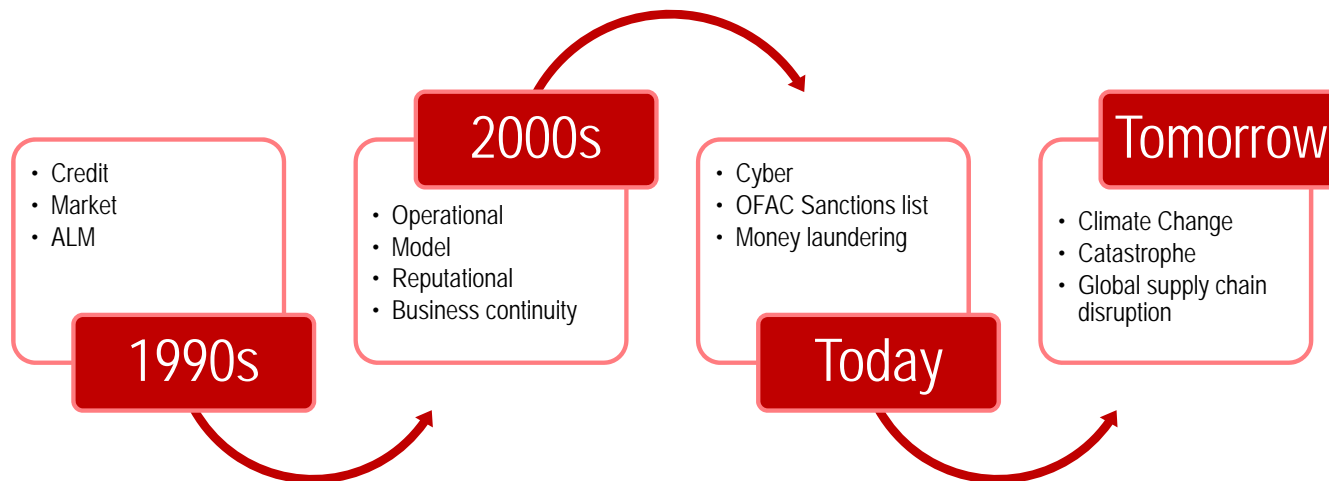 • Credit
• Market
• ALM
1990s
2000s
• Operational
• Model
• Reputational
• Business continuity
• Cyber
• OFAC Sanctions list
• Money laundering
Today
Tomorrow
• Climate Change
• Catastrophe
• Global supply chain
disruption